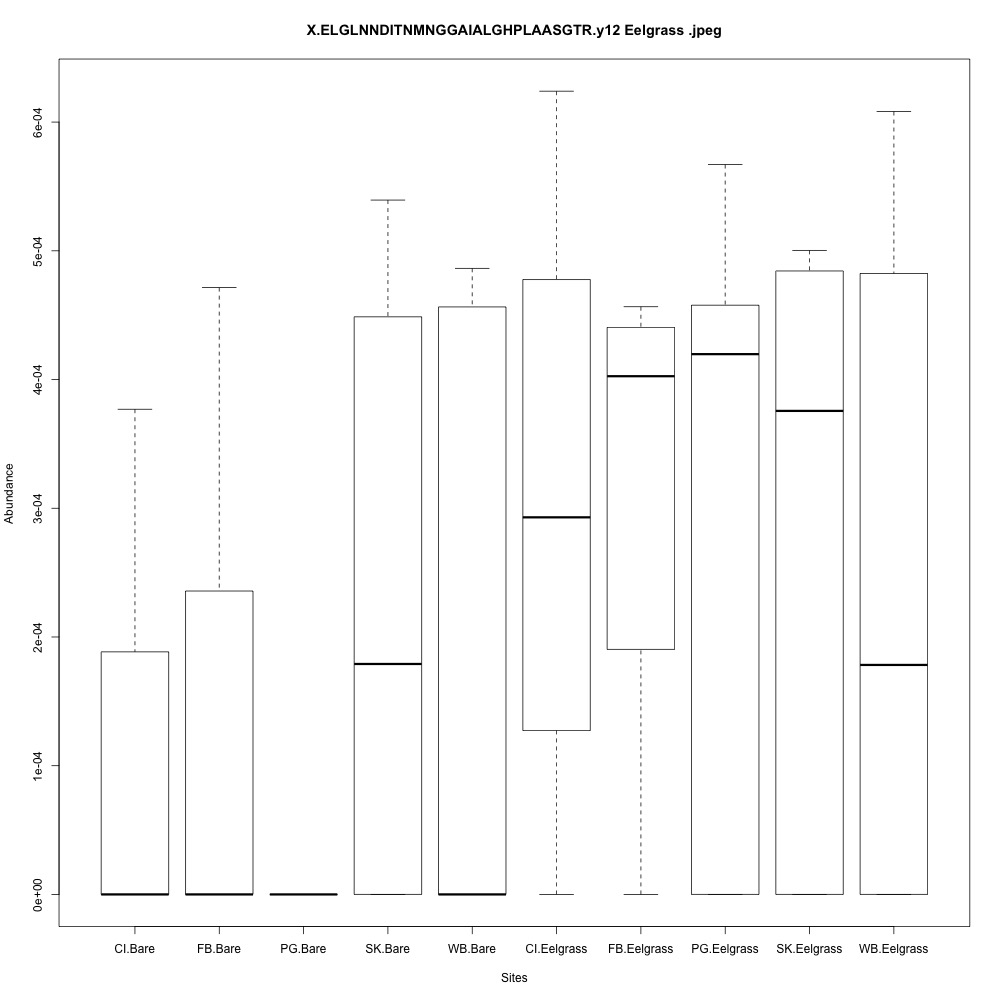 X.ELGLNNDITNMNGGAIALGHPLAASGTR.y12 Eelgrass .jpeg
6e-04
5e-04
4e-04
3e-04
2e-04
1e-04
0e+00
Abundance
CI.Bare FB.Bare PG.Bare SK.Bare WB.Bare CI.Eelgrass FB.Eelgrass PG.Eelgrass SK.Eelgrass WB.Eelgrass
Sites